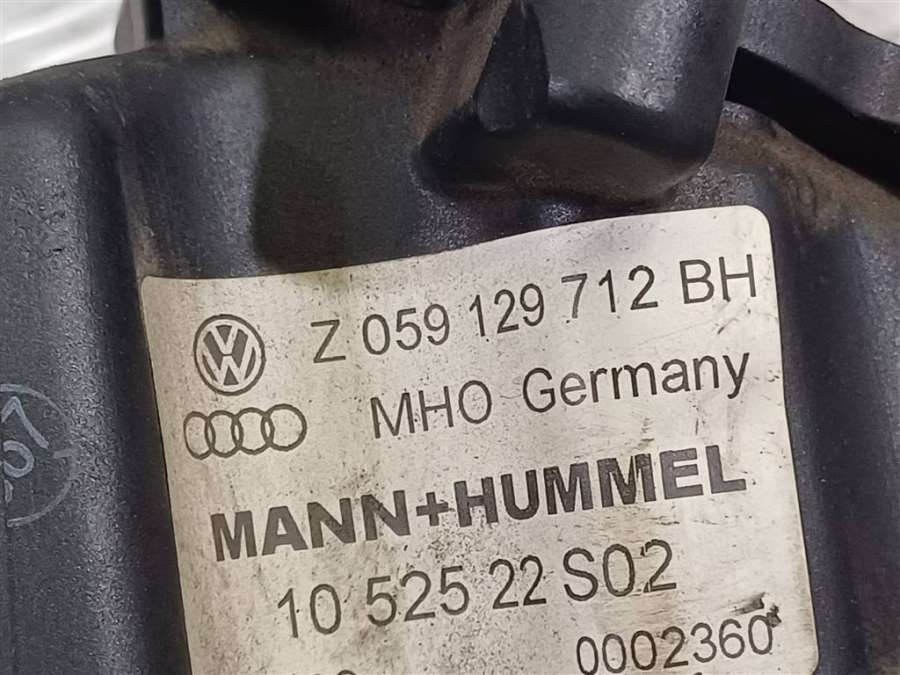 Z 059 129 712 BH
MHO Germany
MANN+HUMMEL
10 525 22 S02
0002360